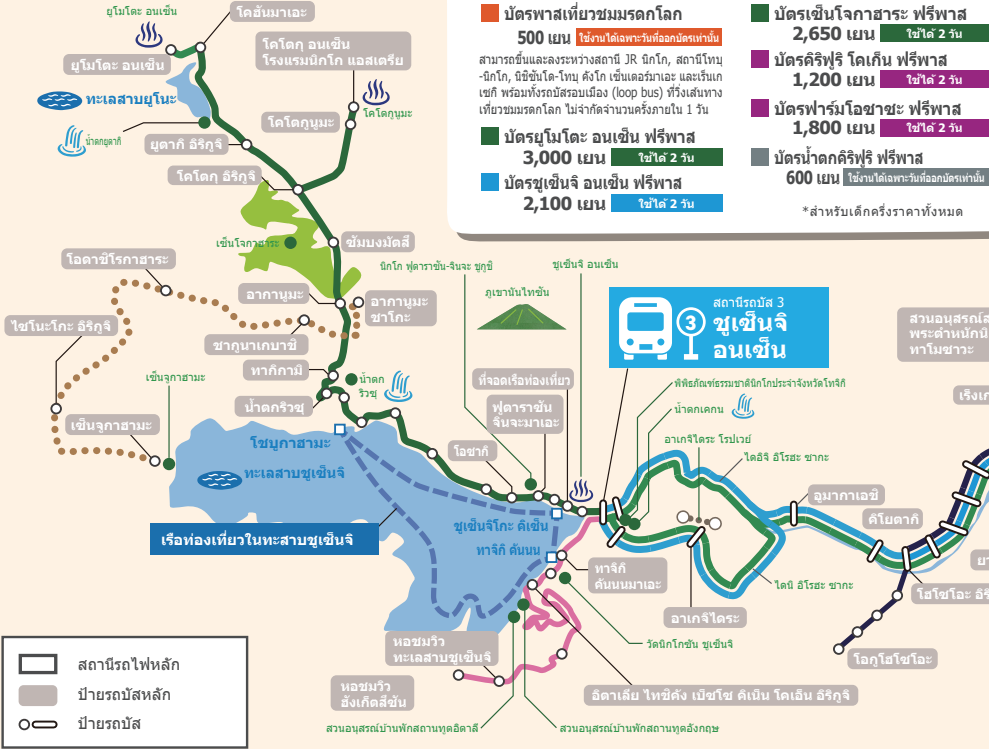 ยูโมโตะ อนเซ็น
โคฮันมาเอะ
ยูโมโตะ อนเซ็น
ทะเลสาบยูโนะ
น้ำตกยุดากิ
ยูดากิ อิริกูจิ
โคโตกุ อนเซ็น
โรงแรมนิกโก แอสเตรีย
โคโตกูนูมะ
โคโตกูนูมะ
โคโตกุ อิริกูจิ
เซ็นโจกาฮาระ
ซัมบงมัตสึ
โอดาชิโรกาฮาระ
อากานูมะ
อากานูมะ
ชาโกะ
ไซโนะโกะ อิริกูจิ
ชากูนาเกบาชิ
ทากิกามิ
เซ็นจุกาฮามะ
น้ำตก
ริวซุ
น้ำตกริวซุ
เซ็นจุกาฮามะ
โชบูกาฮามะ
ทะเลสาบชูเซ็นจิ
เรือท่องเที่ยวในทะสาบชูเซ็นจิ
บัตรพาสเที่ยวชมมรดกโลก
500 เยน ใช้งานได้เฉพาะวันที่ออกบัตรเท่านั้น
สามารถขึ้นและลงระหว่างสถานี JR นิกโก, สถานีโทบุ
-นิกโก, นิชิซันโด-โทบุ คังโก เซ็นเตอร์มาเอะ และเร็นเก
เซกิ พร้อมทั้งรถบัสรอบเมือง (loop bus) ที่วิ่งเส้นทาง
เที่ยวชมมรดกโลก ไม่จำกัดจำนวนครั้งภายใน 1 วัน
บัตรยูโมโตะ อนเซ็น ฟรีพาส
3,000 เยน ใช้ได้ 2 วัน
บัตรชูเซ็นจิ อนเซ็น ฟรีพาส
2,100 เยน ใช้ได้ 2 วัน
บัตรเซ็นโจกาฮาระ ฟรีพาส
2,650 เยน ใช้ได้ 2 วัน
บัตรคิริฟูริ โคเก็น ฟรีพาส
1,200 เยน ใช้ได้ 2 วัน
บัตรฟาร์มโอซาซะ ฟรีพาส
1,800 เยน ใช้ได้ 2 วัน
บัตรน้ำตกคิริฟูริ ฟรีพาส
600 เยน ใช้งานได้เฉพาะวันที่ออกบัตรเท่านั้น
*สำหรับเด็กครึ่งราคาทั้งหมด
นิกโก ฟุตาราซัน-จินจะ ชูกูชิ
ชูเซ็นจิ อนเซ็น
ภูเขานันไทซัน
สถานีรถบัส 3
3
ชูเซ็นจิ
อนเซ็น
ที่จอดเรือท่องเที่ยว
ฟุตาราซัน
จินจะมาเอะ
โอชากิ
พิพิธภัณฑ์ธรรมชาตินิกโกประจำจังหวัดโทจิกิ
น้ำตกเคกน
อาเกจิไดระ โรปเวย์
ไดอิจิ อิโรฮะ ซากะ
อูมากาเอชิ
คิโยตากิ
สวนอนุสรณ์ส
พระตำหนักนิ
ทาโมซาวะ
เร็งเก
ชูเซ็นจิโกะ คิเซ็น
ทาจิกิ คันนน
ทาจิกิ
คันนนมาเอะ
อาเกจิไดระ
ไดนิ อิโรฮะ ซากะ
ยา
โฮโซโอะ อิริ
โอกูโฮโซโอะ
วัดนิกโกซัน ชูเซ็นจิ
หอชมวิว
ทะเลสาบชูเซ็นจิ
หอชมวิว
ฮังเก็ตสึซัน
อิตาเลีย ไทชิคัง เบ็ชโซ คิเน็น โคเอ็น อิริกูจิ
สวนอนุสรณ์บ้านพักสถานทูตอิตาลี
สวนอนุสรณ์บ้านพักสถานทูตอังกฤษ
สถานีรถไฟหลัก
ป้ายรถบัสหลัก
ป้ายรถบัส